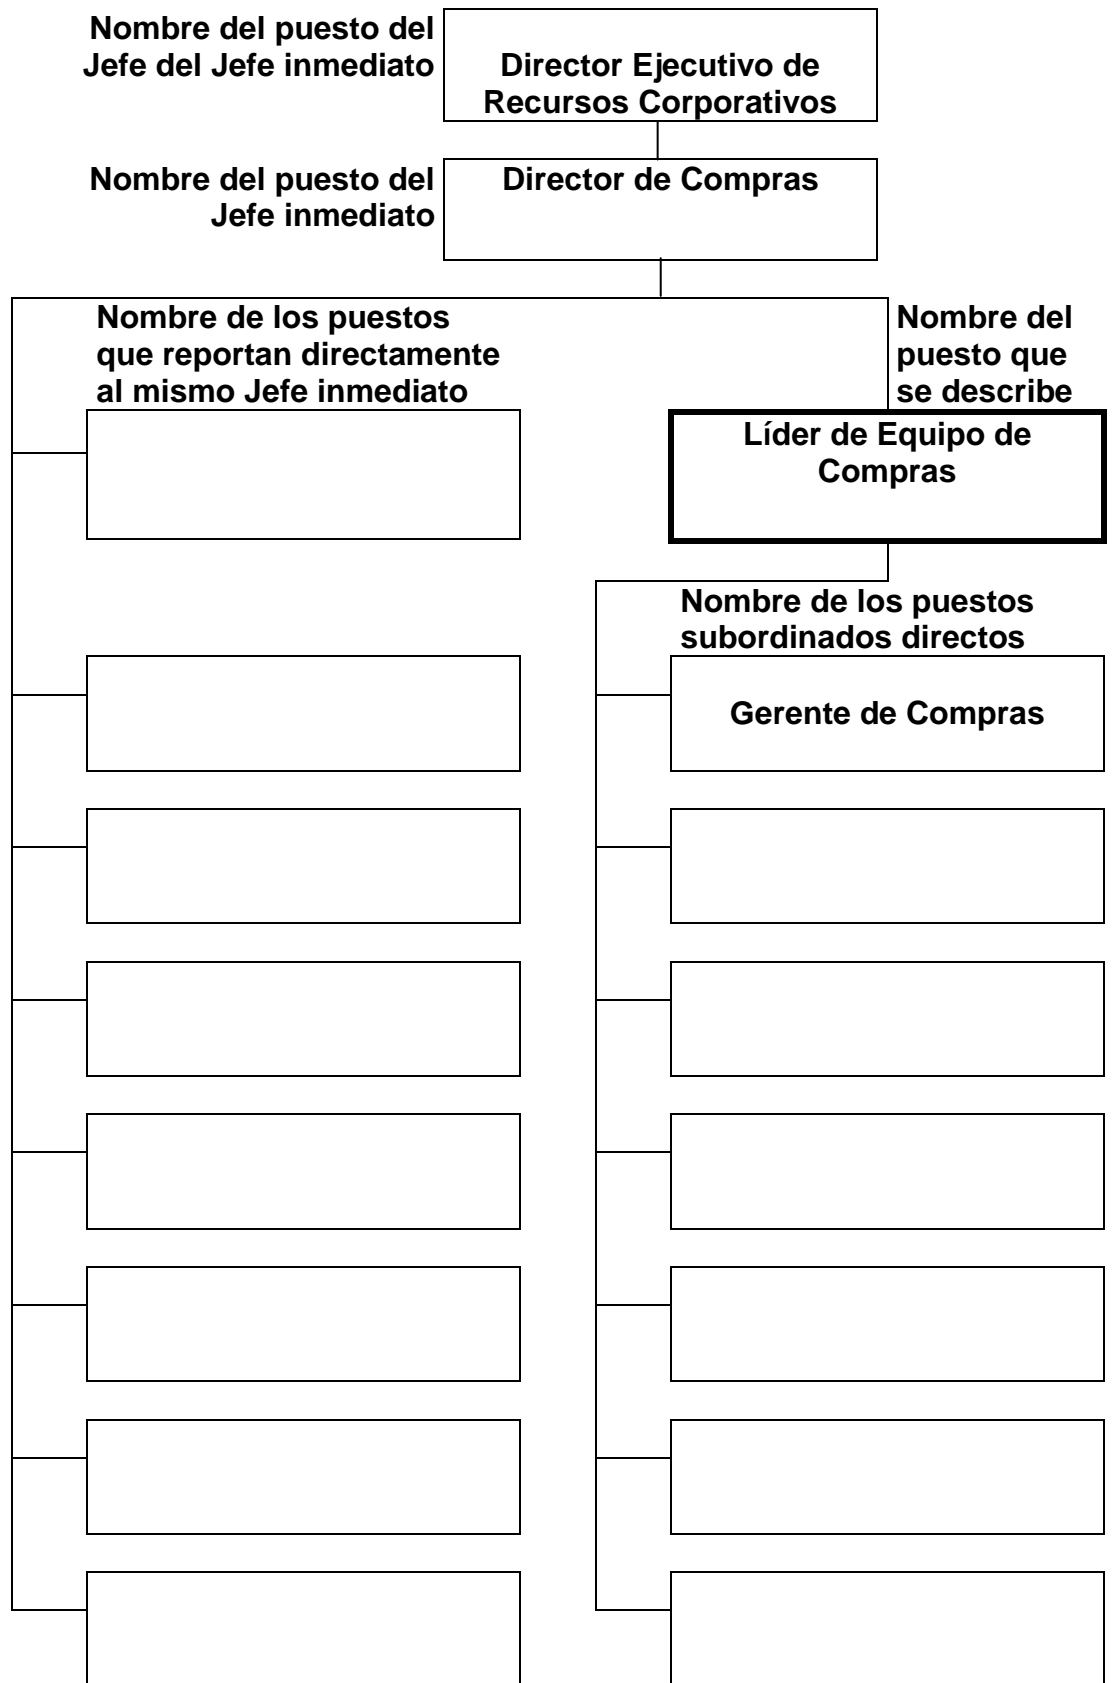 Nombre del puesto del
Jefe del Jefe inmediato
Director Ejecutivo de
Recursos Corporativos
Nombre del puesto del
Jefe inmediato
Director de Compras
Nombre de los puestos
que reportan directamente
al mismo Jefe inmediato
Nombre del
puesto que
se describe
Líder de Equipo de
Compras
Nombre de los puestos
subordinados directos
Gerente de Compras